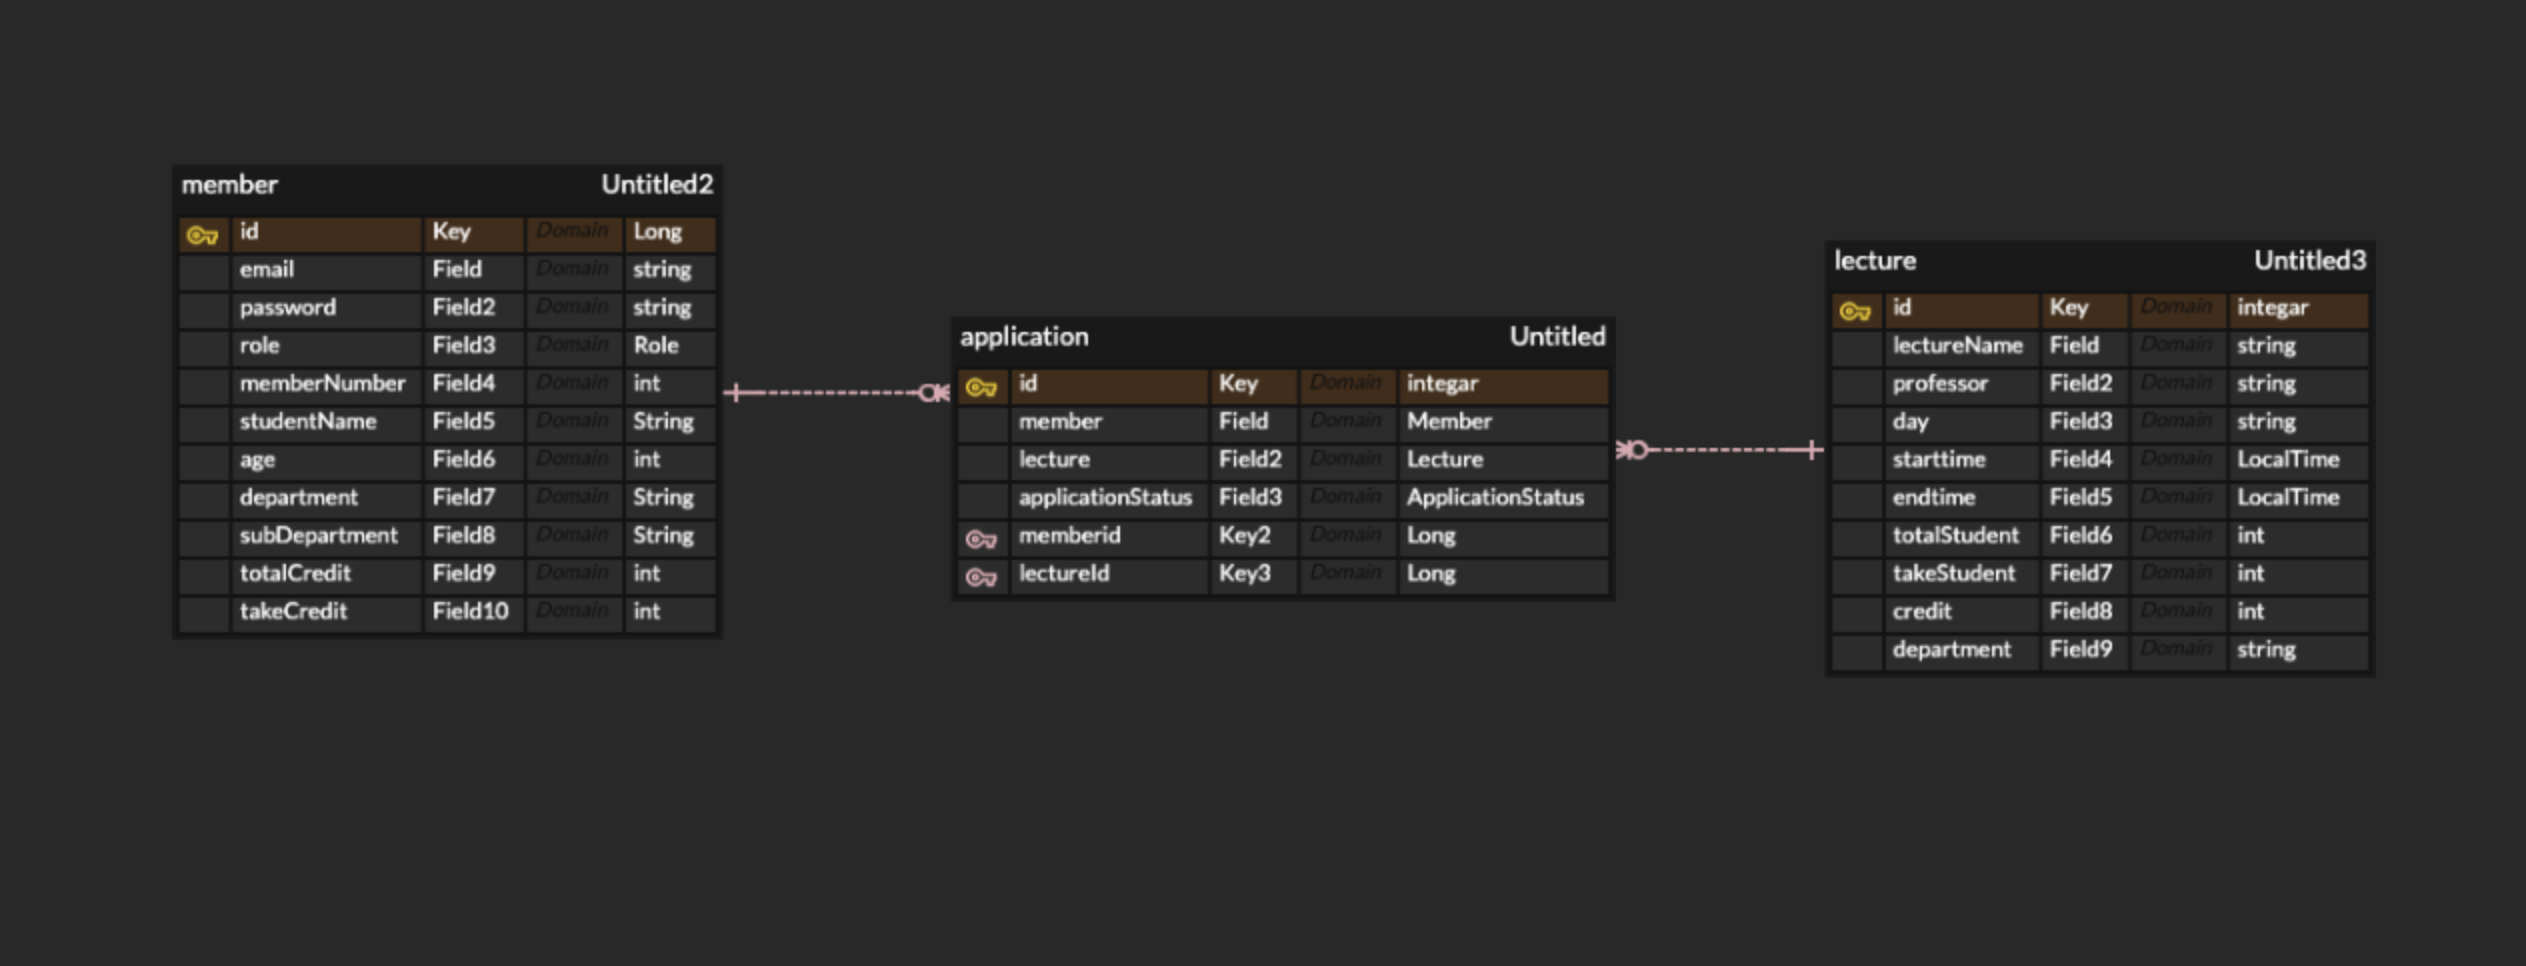 member Untitled2
id Key Domain Long
email Field Domain string
password Field2 Domain string
role Field3 Domain Role
memberNumber Field4 Domain int
studentName Field5 Domain String
age Field6 Domain int
department Field7 Domain String
subDepartment Field8 Domain String
totalCredit Field9 Domain int
takeCredit Field10 Domain int
application Untitled
id Key Domain integar
member Field Domain Member
lecture Field2 Domain Lecture
applicationStatus Field3 Domain ApplicationStatus
memberid Key2 Domain Long
lectureId Key3 Domain Long
lecture Untitled3
id Key Domain integar
lectureName Field Domain string
professor Field2 Domain string
day Field3 Domain string
starttime Field4 Domain LocalTime
endtime Field5 Domain LocalTime
totalStudent Field6 Domain int
takeStudent Field7 Domain int
credit Field8 Domain int
department Field9 Domain string